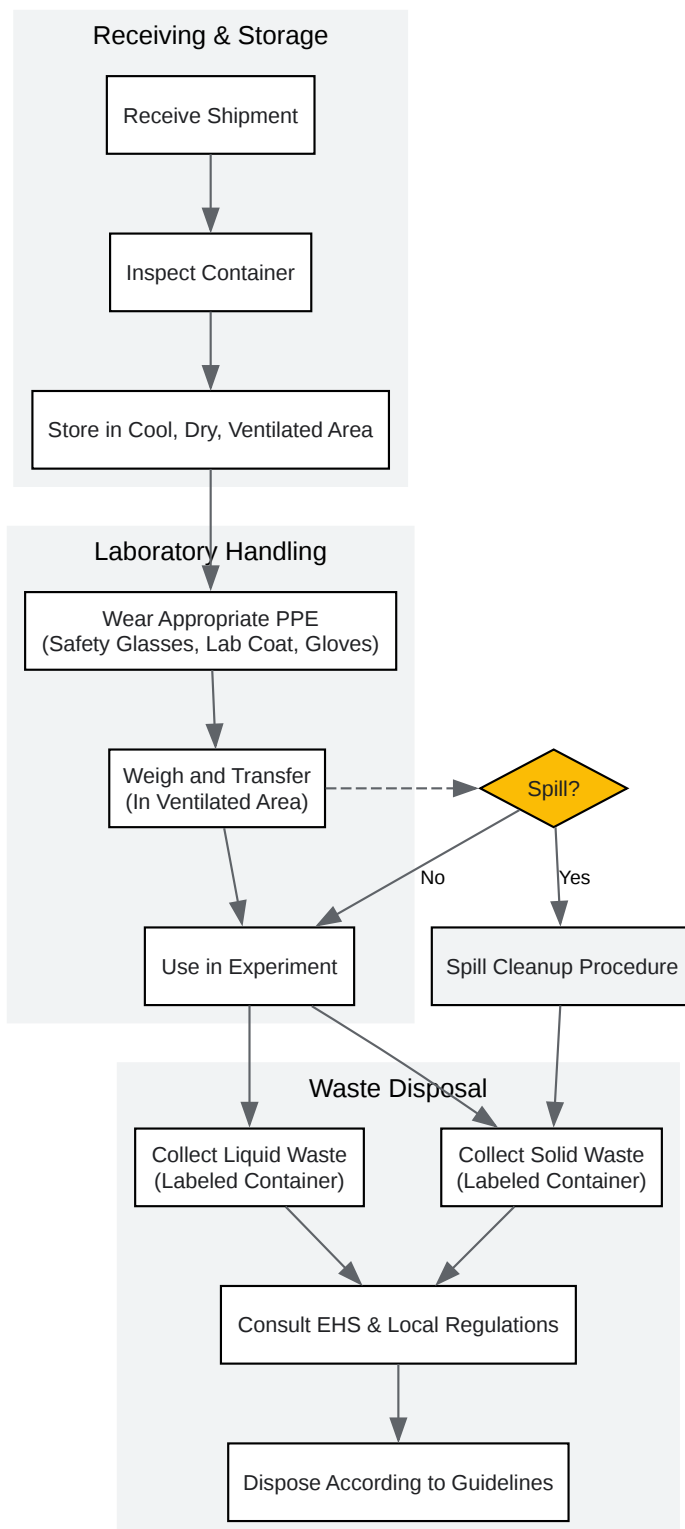 Receiving & Storage
Receive Shipment
Inspect Container
Store in Cool, Dry, Ventilated Area
Laboratory Handling
Wear Appropriate PPE
(Safety Glasses, Lab Coat, Gloves)
Weigh and Transfer
(In Ventilated Area)
Spill?
No
Yes
Use in Experiment
Spill Cleanup Procedure
Waste Disposal
Collect Liquid Waste
(Labeled Container)
Collect Solid Waste
(Labeled Container)
Consult EHS & Local Regulations
Dispose According to Guidelines